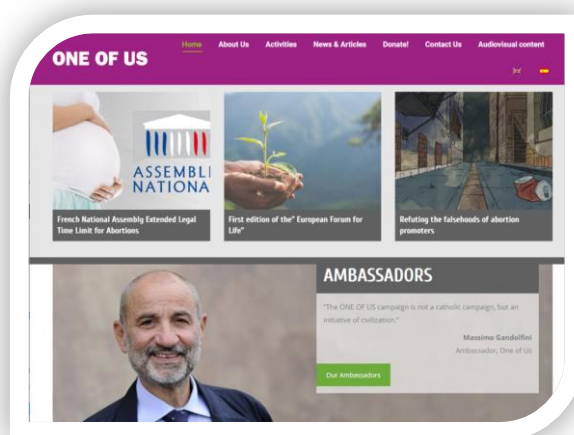 Home About Us Activities News & Articles Donate! Contact Us Audiovisual content
ONE OF US
ASSEMBL
NATIONA
French National Assembly Extended Legal
Time Limit for Abortions
First edition of the" European Forum for
Life"
Refuting the falsehoods of abortion
promoters
AMBASSADORS
"The ONE OF US campaign is not a catholic campaign, but an
initiative of civilization."
Massimo Gandolfini
Ambassador, One of Us
Our Ambassadors